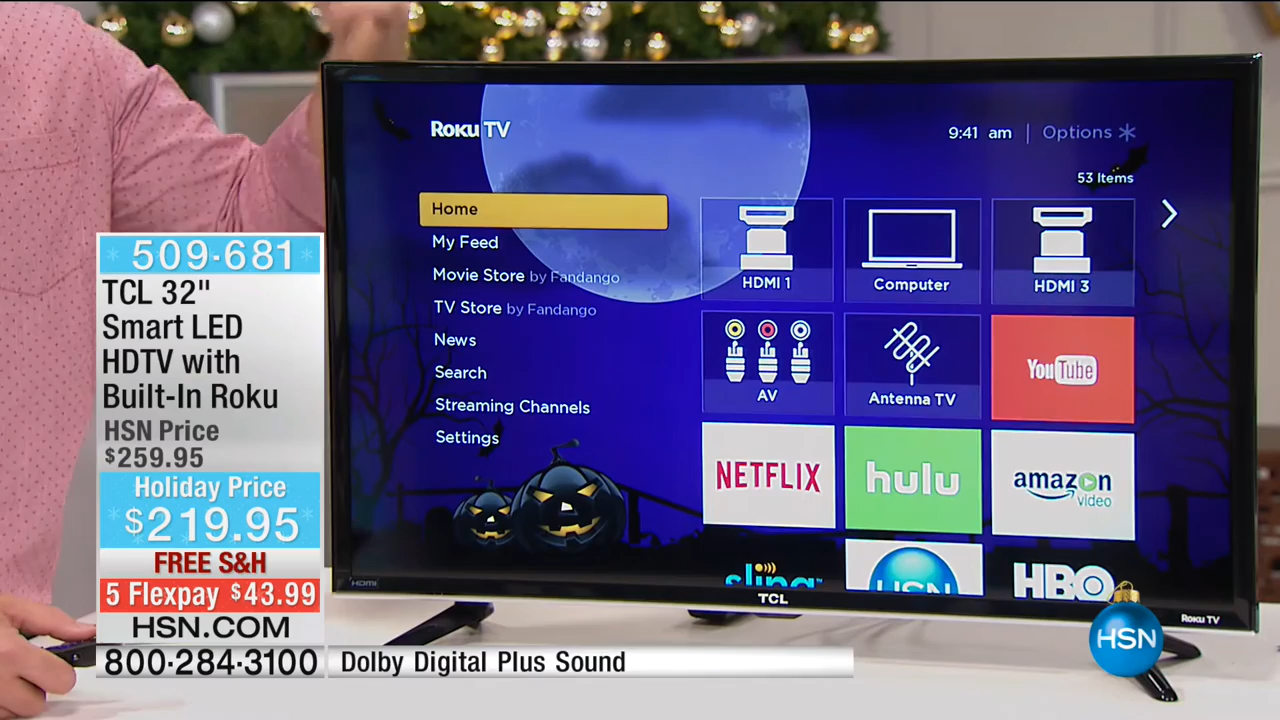 509·681
TCL 32"
Smart LED
HDTV with
Built-In Roku
HSN Price
$259.95
Holiday Price
$219.95
FREE S&H
5 Flexpay $43.99
HSN.COM
800·284·3100
Dolby Digital Plus Sound
Roku TV
9:41 am | Options
53 Items
Home
My Feed
Movie Store by Fandango
TV Store by Fandango
News
Search
Streaming Channels
Settings
HDMI 1
Computer
HDMI 3
AV
Antenna TV
YouTube
NETFLIX
hulu
amazon video
sling
HSN
HBO
HDMI
TCL
Roku TV
HSN